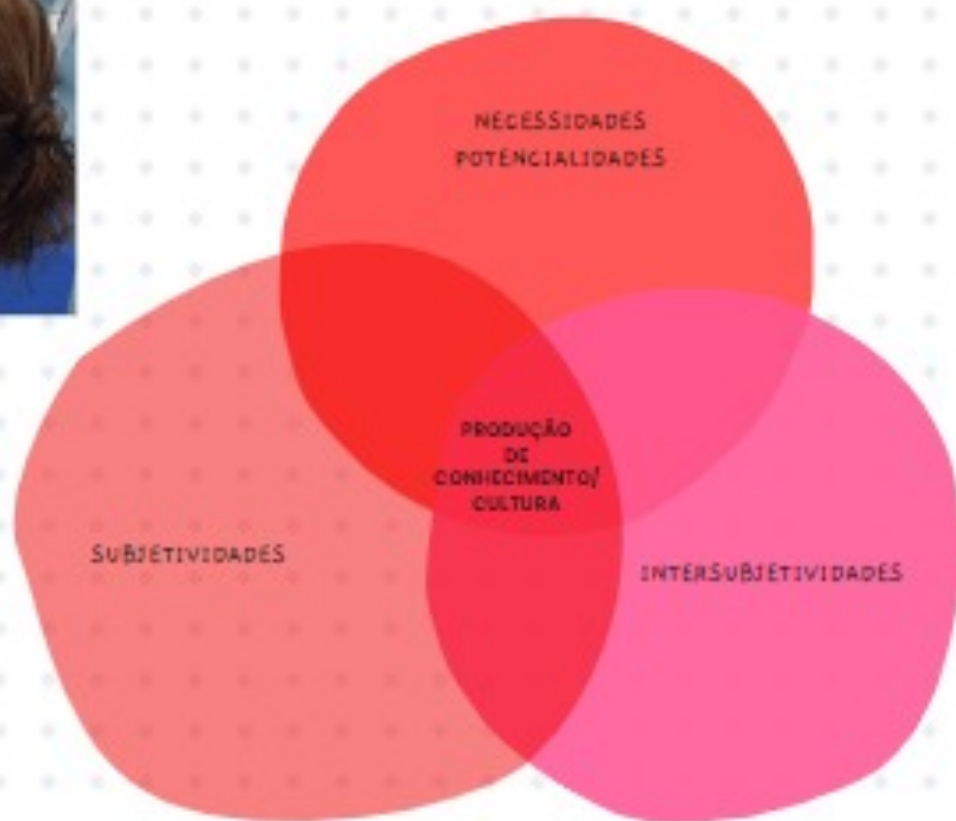 NECESSIDADES
POTENCIALIDADES
PRODUÇÃO
DE
CONHECIMENTO/
CULTURA
SUBJETIVIDADES
INTERSUBJETIVIDADES